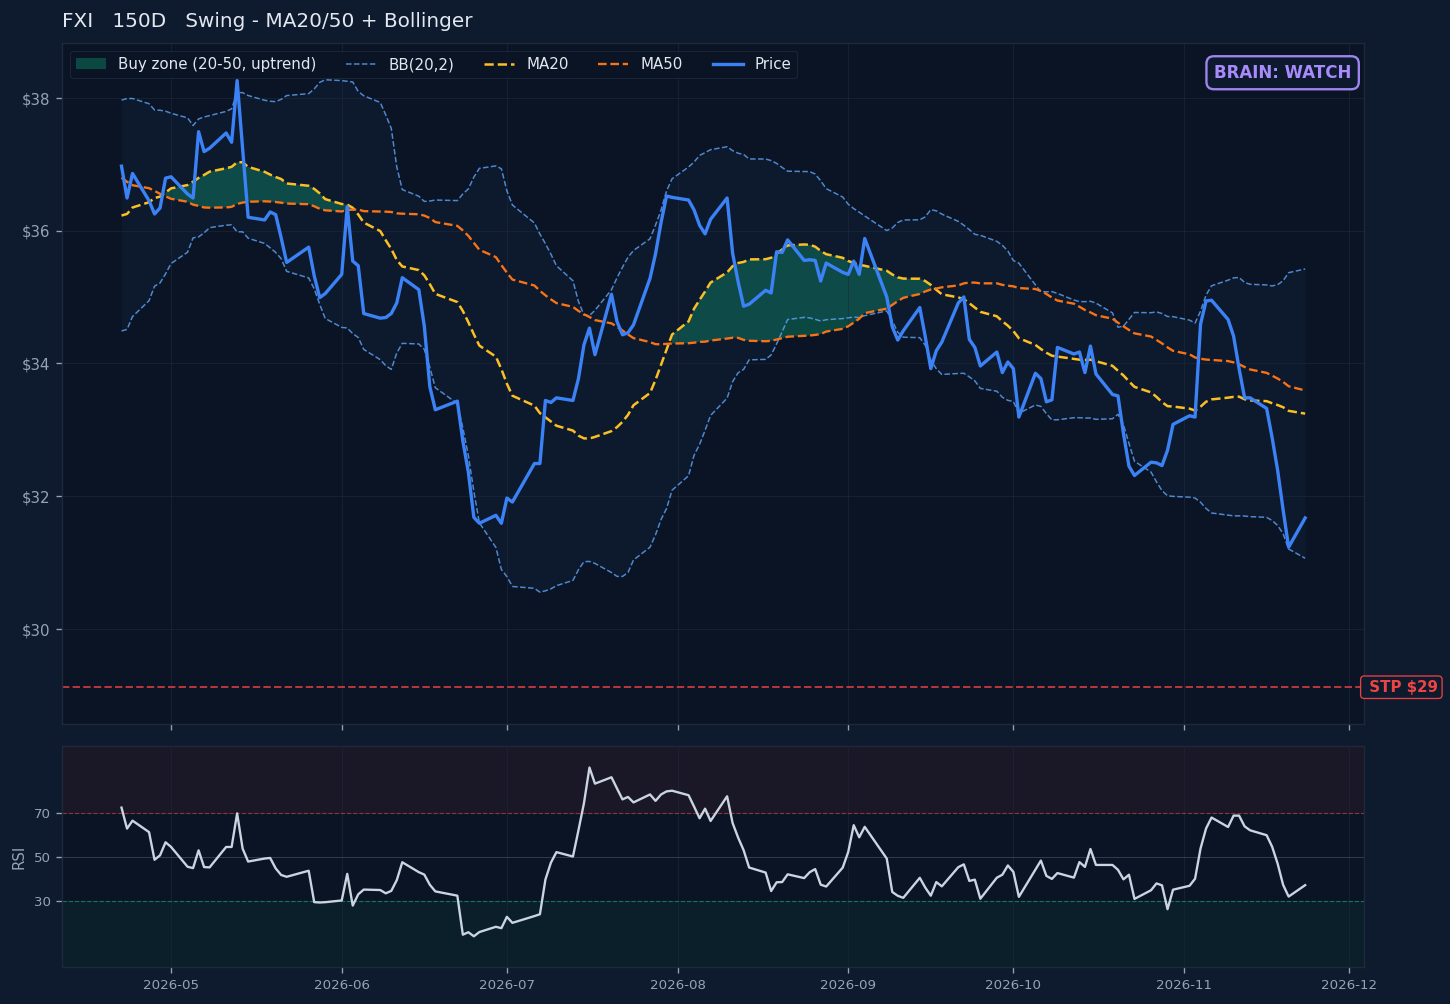 FXI   150D   Swing - MA20/50 + Bollinger
Buy zone (20-50, uptrend)   BB(20,2)   MA20   MA50   Price
BRAIN: WATCH
$38
$36
$34
$32
$30
STP $29
70
50
30
RSI
2026-05   2026-06   2026-07   2026-08   2026-09   2026-10   2026-11   2026-12